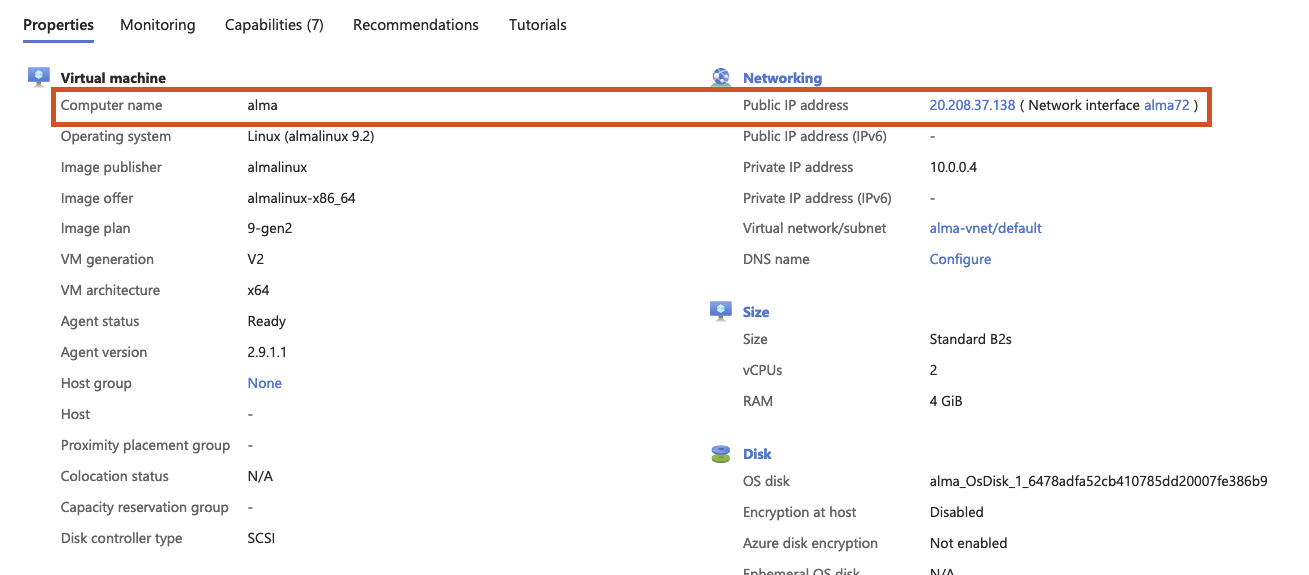 Properties Monitoring Capabilities (7) Recommendations Tutorials
Virtual machine
Computer name alma
Operating system Linux (almalinux 9.2)
Image publisher almalinux
Image offer almalinux-x86_64
Image plan 9-gen2
VM generation V2
VM architecture x64
Agent status Ready
Agent version 2.9.1.1
Host group None
Host -
Proximity placement group -
Colocation status N/A
Capacity reservation group -
Disk controller type SCSI
Networking
Public IP address 20.208.37.138 ( Network interface alma72 )
Public IP address (IPv6) -
Private IP address 10.0.0.4
Private IP address (IPv6) -
Virtual network/subnet alma-vnet/default
DNS name Configure
Size
Size Standard B2s
vCPUs 2
RAM 4 GiB
Disk
OS disk alma_OsDisk_1_6478adfa52cb410785dd20007fe386b9
Encryption at host Disabled
Azure disk encryption Not enabled
Ephemeral OS disk N/A